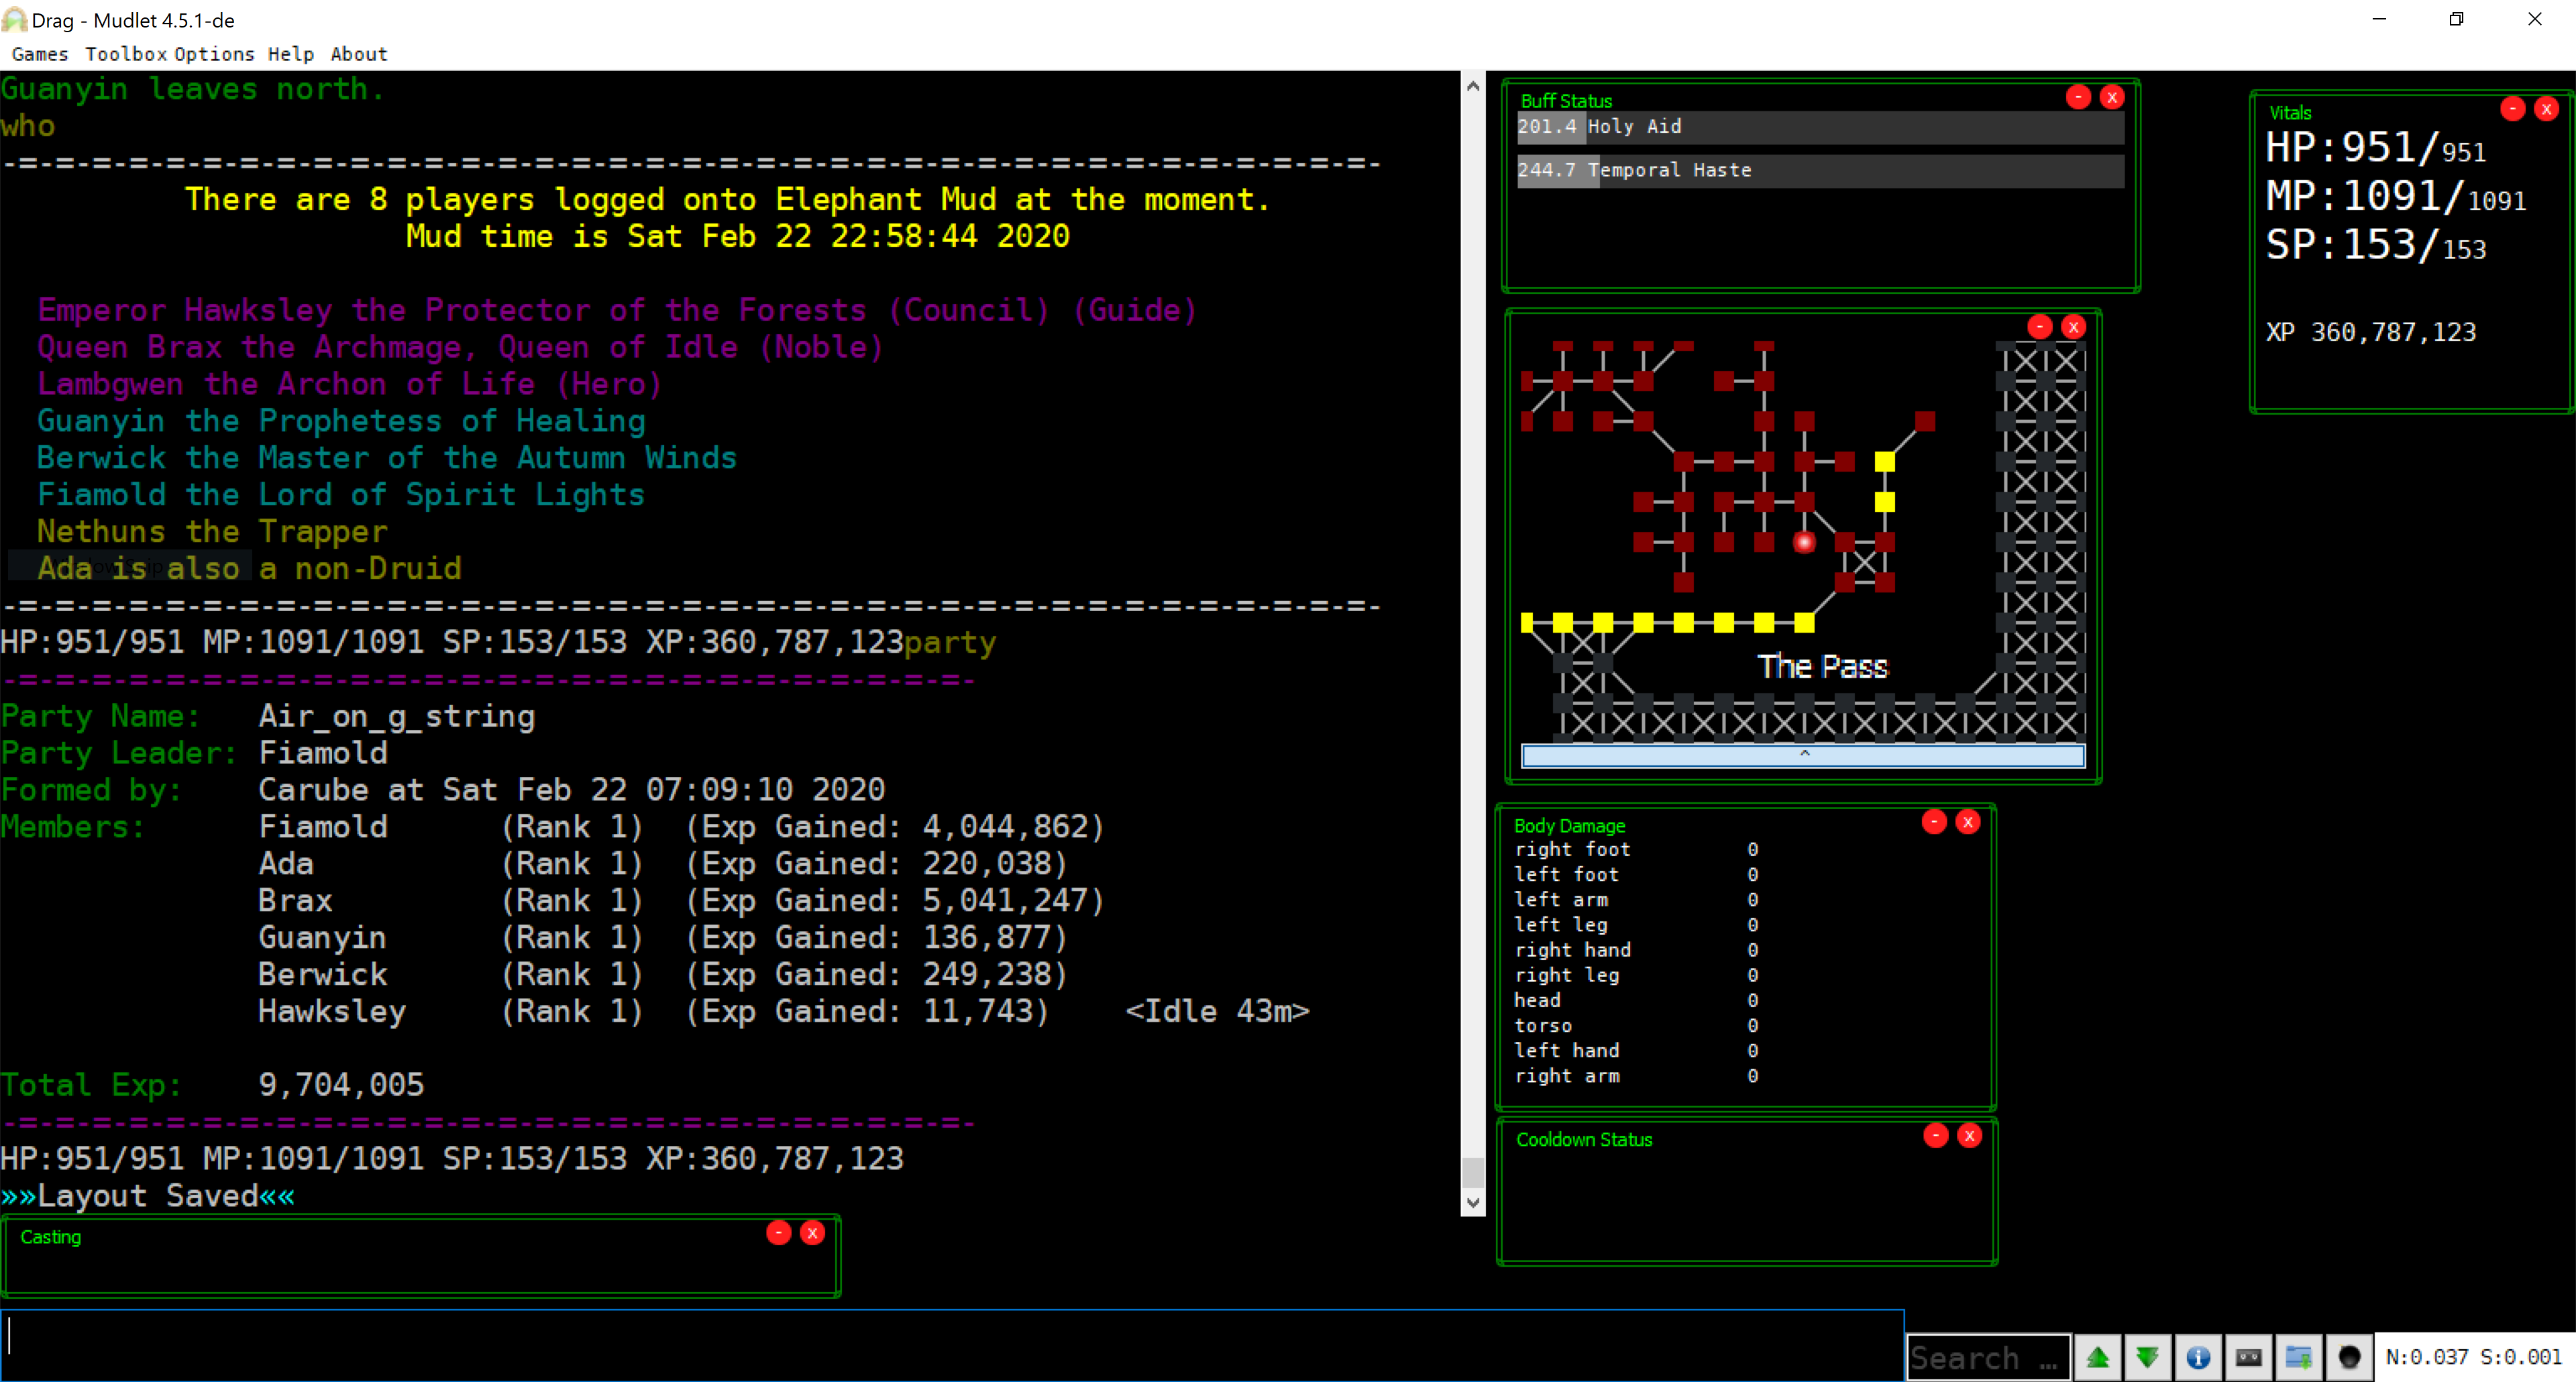 Drag - Mudlet 4.5.1-de
Games Toolbox Options Help About
Guanyin leaves north.
who
-=-=-=-=-=-=-=-=-=-=-=-=-=-=-=-=-=-=-=-=-=-=-=-=-=-=-=-=-=-=-=-=-=-=-=-=-=-
There are 8 players logged onto Elephant Mud at the moment.
Mud time is Sat Feb 22 22:58:44 2020
Emperor Hawksley the Protector of the Forests (Council) (Guide)
Queen Brax the Archmage, Queen of Idle (Noble)
Lambgwen the Archon of Life (Hero)
Guanyin the Prophetess of Healing
Berwick the Master of the Autumn Winds
Fiamold the Lord of Spirit Lights
Nethuns the Trapper
Ada is also a non-Druid
-=-=-=-=-=-=-=-=-=-=-=-=-=-=-=-=-=-=-=-=-=-=-=-=-=-=-=-=-=-=-=-=-=-=-=-=-=-
HP:951/951 MP:1091/1091 SP:153/153 XP:360,787,123party
-=-=-=-=-=-=-=-=-=-=-=-=-=-=-=-=-=-=-=-=-=-=-=-=-=-=-
Party Name: Air_on_g_string
Party Leader: Fiamold
Formed by: Carube at Sat Feb 22 07:09:10 2020
Members: Fiamold (Rank 1) (Exp Gained: 4,044,862)
Ada (Rank 1) (Exp Gained: 220,038)
Brax (Rank 1) (Exp Gained: 5,041,247)
Guanyin (Rank 1) (Exp Gained: 136,877)
Berwick (Rank 1) (Exp Gained: 249,238)
Hawksley (Rank 1) (Exp Gained: 11,743) <Idle 43m>
Total Exp: 9,704,005
-=-=-=-=-=-=-=-=-=-=-=-=-=-=-=-=-=-=-=-=-=-=-=-=-=-=-
HP:951/951 MP:1091/1091 SP:153/153 XP:360,787,123
»»Layout Saved««
Casting
- x
Buff Status
- x
201.4 Holy Aid
244.7 Temporal Haste
- x
The Pass
^
Body Damage
- x
right foot 0
left foot 0
left arm 0
left leg 0
right hand 0
right leg 0
head 0
torso 0
left hand 0
right arm 0
Cooldown Status
- x
Vitals
- x
HP:951/951
MP:1091/1091
SP:153/153
XP 360,787,123
Search ...
N:0.037 S:0.001